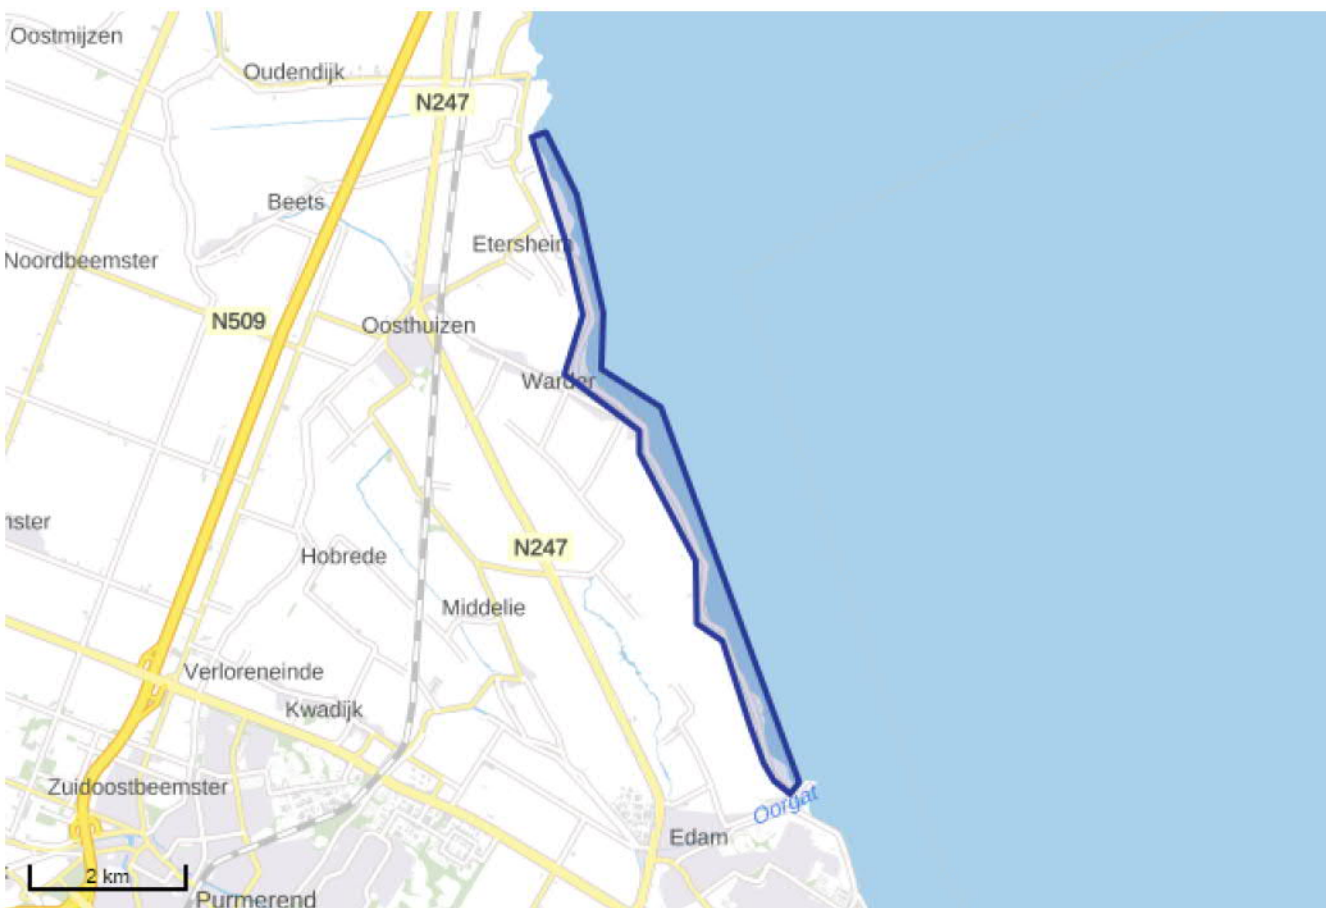 Oostmijzen
Oudendijk
N247
Beets
Etersheim
Noordbeemster
N509
Oosthuizen
Warder
nster
Hobrede
N247
Middelie
Verloreneinde
Kwadijk
Zuidoostbeemster
Oorgat
Edam
2 km
Purmerend